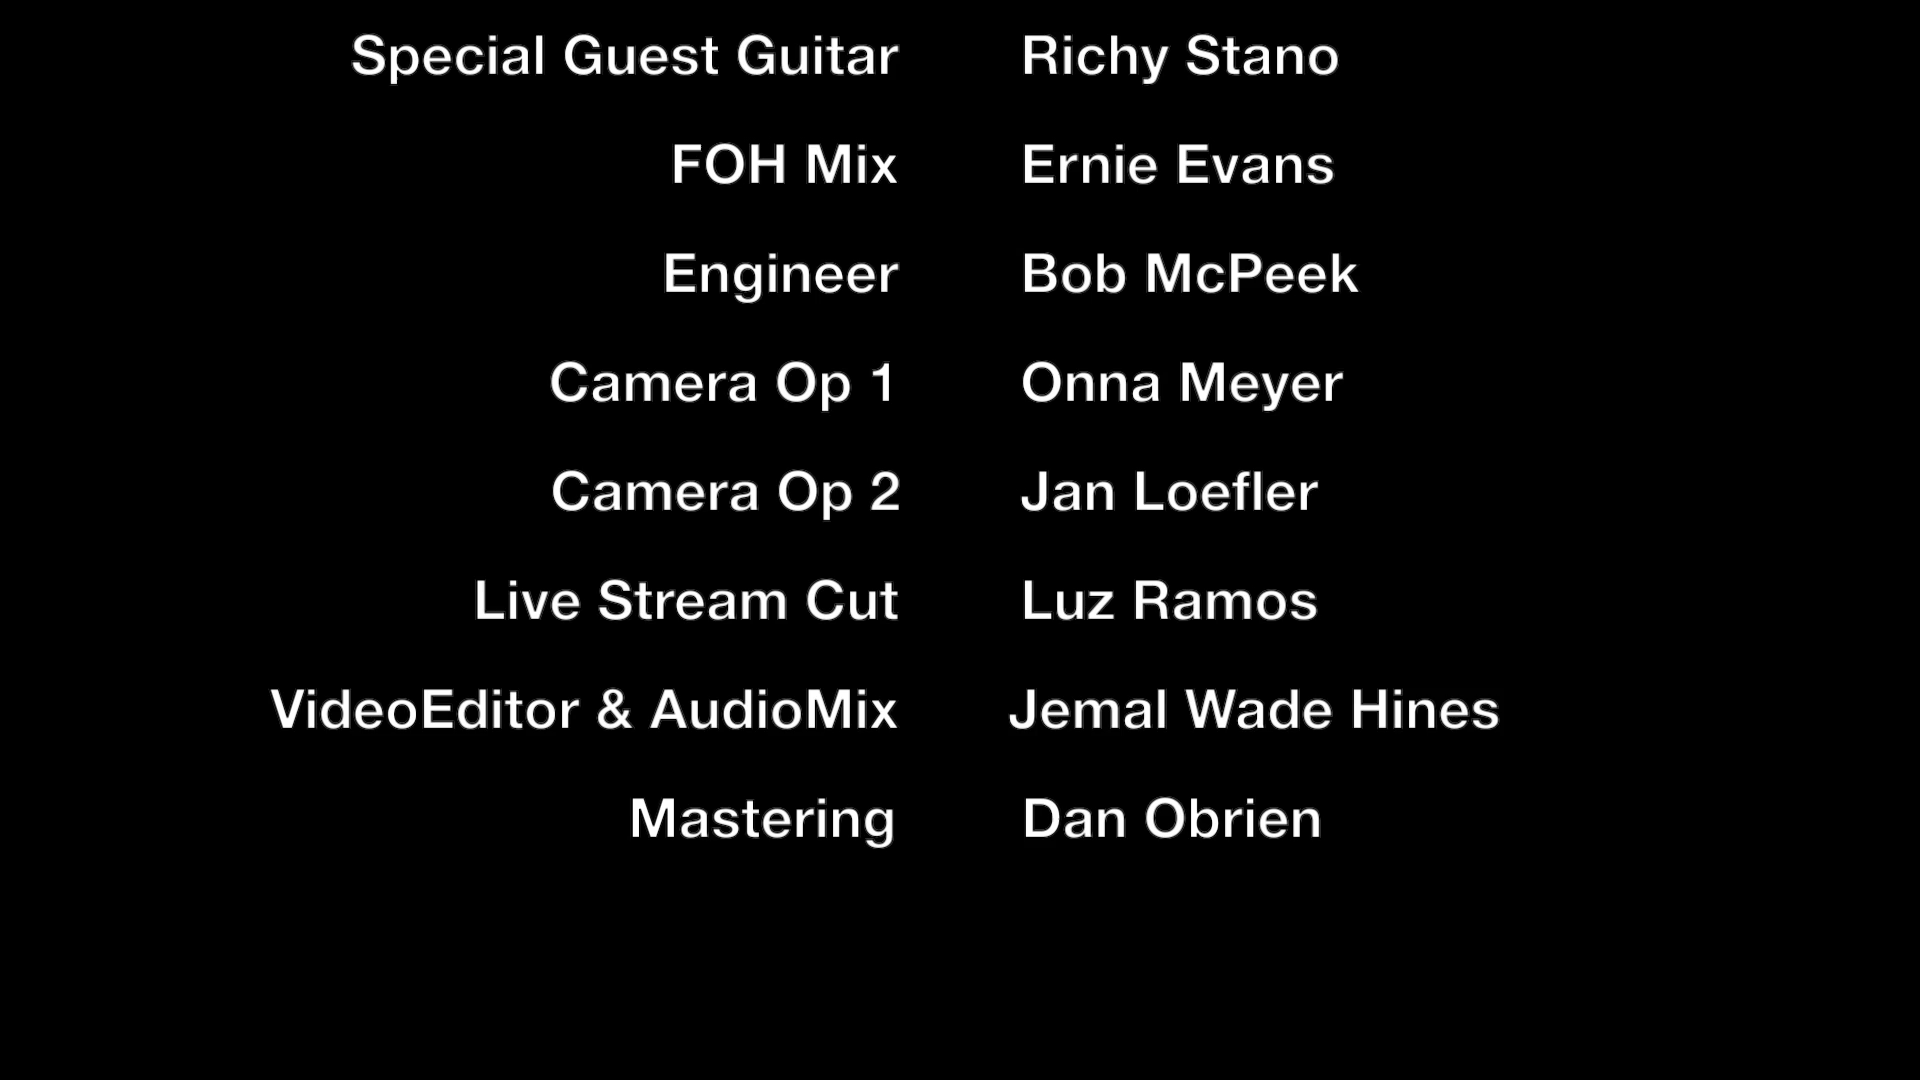 Special Guest Guitar Richy Stano
FOH Mix Ernie Evans
Engineer Bob McPeek
Camera Op 1 Onna Meyer
Camera Op 2 Jan Loefler
Live Stream Cut Luz Ramos
VideoEditor & AudioMix Jemal Wade Hines
Mastering Dan Obrien